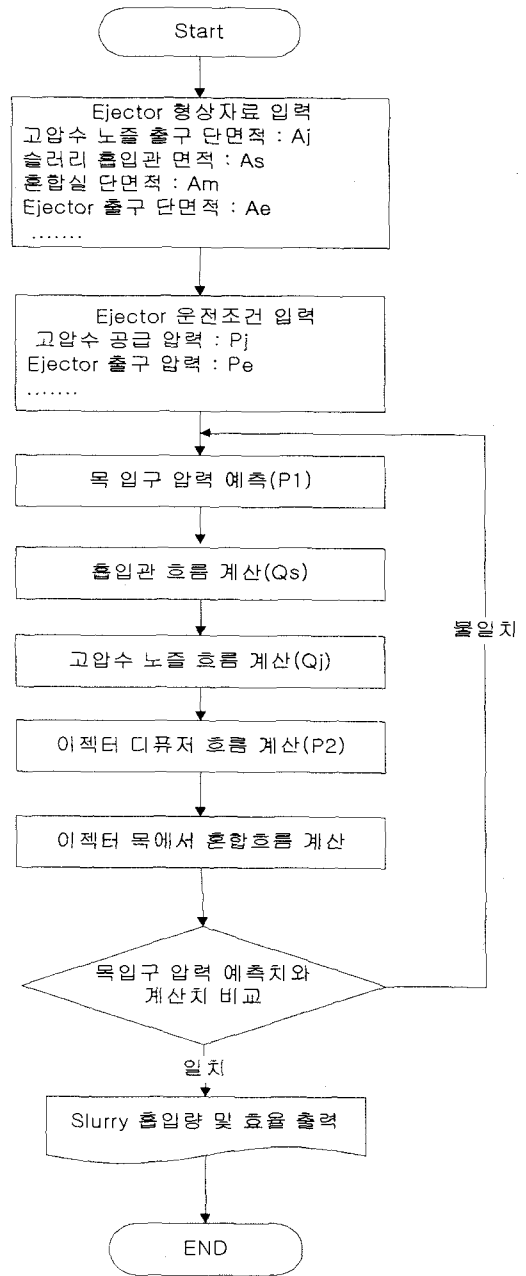 Start
Ejector 형상자료 입력
고압수 노즐 출구 단면적 : Aj
슬러리 흡입관 면적 : As
혼합실 단면적 : Am
Ejector 출구 단면적 : Ae
.......
Ejector 운전조건 입력
고압수 공급 압력 : Pj
Ejector 출구 압력 : Pe
.......
목 입구 압력 예측(P1)
흡입관 흐름 계산(Qs)
불일치
고압수 노즐 흐름 계산(Qj)
이젝터 디퓨저 흐름 계산(P2)
이젝터 목에서 혼합흐름 계산
목입구 압력 예측치와
계산치 비교
일치
Slurry 흡입량 및 효율 출력
END